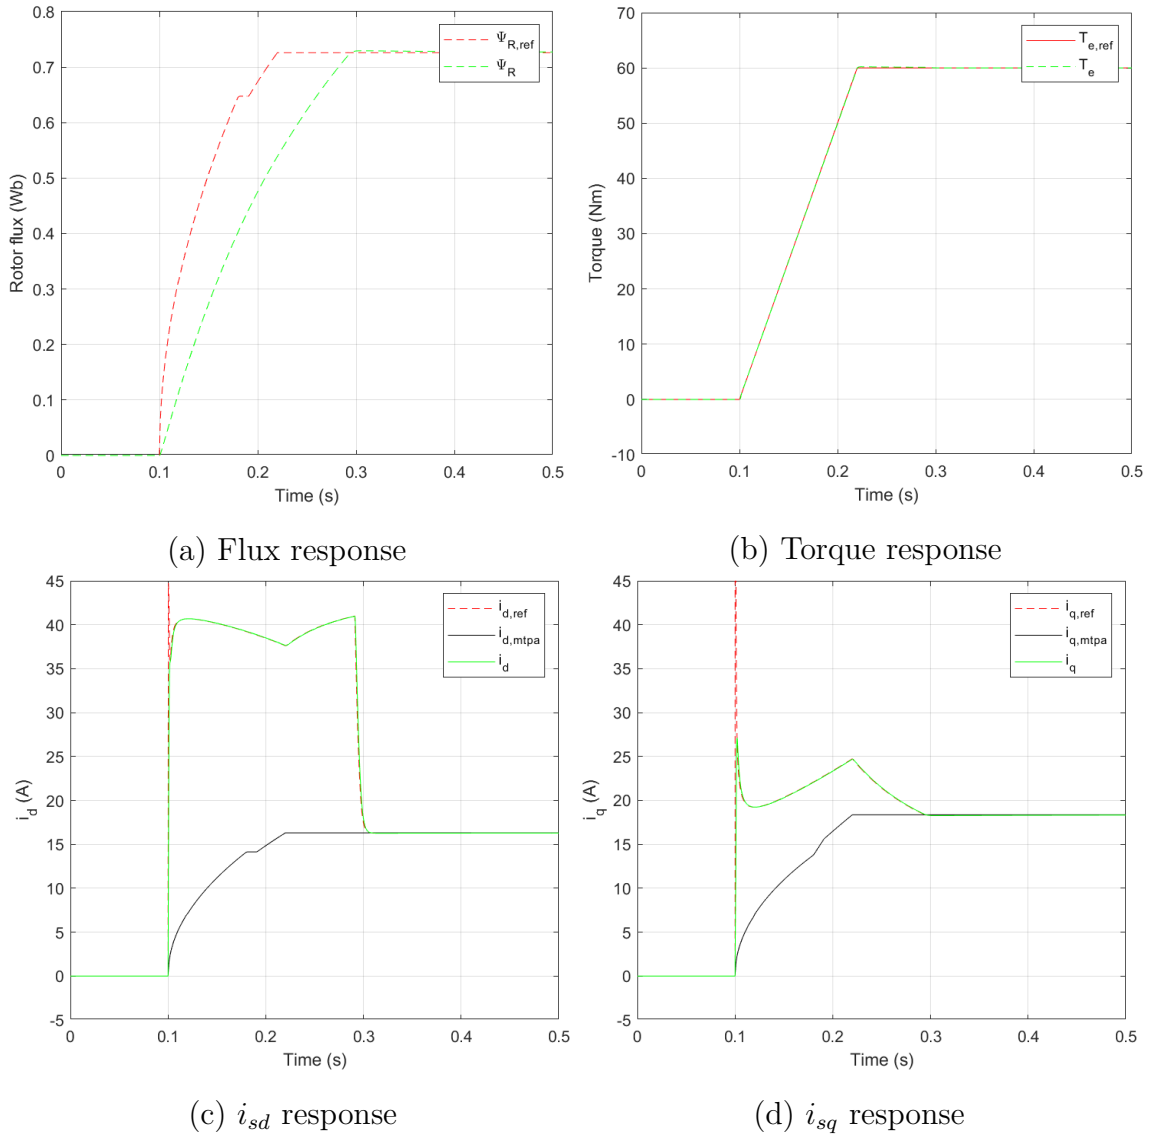 0.8
0.7
0.6
0.5
0.4
0.3
0.2
0.1
0
Rotor flux (Wb)
0 0.1 0.2 0.3 0.4 0.5
Time (s)
Ψ_R,ref
Ψ_R
(a) Flux response
70
60
50
40
30
20
10
0
-10
Torque (Nm)
0 0.1 0.2 0.3 0.4 0.5
Time (s)
T_e,ref
T_e
(b) Torque response
45
40
35
30
25
20
15
10
5
0
-5
i_d (A)
0 0.1 0.2 0.3 0.4 0.5
Time (s)
i_d,ref
i_d,mtpa
i_d
(c) i_sd response
45
40
35
30
25
20
15
10
5
0
-5
i_q (A)
0 0.1 0.2 0.3 0.4 0.5
Time (s)
i_q,ref
i_q,mtpa
i_q
(d) i_sq response